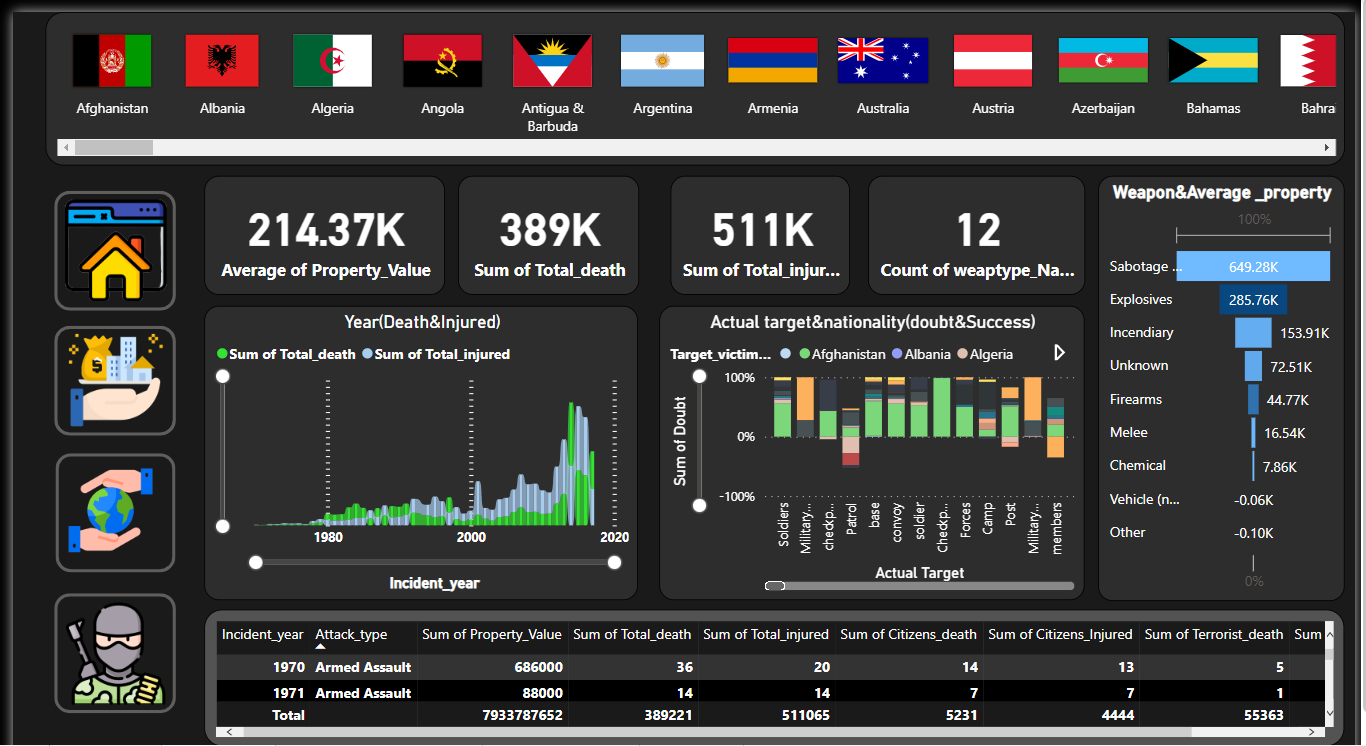 Afghanistan
Albania
Algeria
Angola
Antigua &
Barbuda
Argentina
Armenia
Australia
Austria
Azerbaijan
Bahamas
Bahrai
214.37K
Average of Property_Value
389K
Sum of Total_death
511K
Sum of Total_injur...
12
Count of weaptype_Na...
Weapon&Average _property
100%
Sabotage ... 649.28K
Explosives 285.76K
Incendiary 153.91K
Unknown 72.51K
Firearms 44.77K
Melee 16.54K
Chemical 7.86K
Vehicle (n... -0.06K
Other -0.10K
0%
Year(Death&Injured)
Sum of Total_death Sum of Total_injured
1980 2000 2020
Incident_year
Actual target&nationality(doubt&Success)
Target_victim... Afghanistan Albania Algeria
Sum of Doubt
100%
0%
-100%
Soldiers
Military...
checkp...
Patrol
base
convoy
soldier
Checkp...
Forces
Camp
Post
Military...
members
Actual Target
Incident_year Attack_type Sum of Property_Value Sum of Total_death Sum of Total_injured Sum of Citizens_death Sum of Citizens_Injured Sum of Terrorist_death Sum
1970 Armed Assault 686000 36 20 14 13 5
1971 Armed Assault 88000 14 14 7 7 1
Total 7933787652 389221 511065 5231 4444 55363